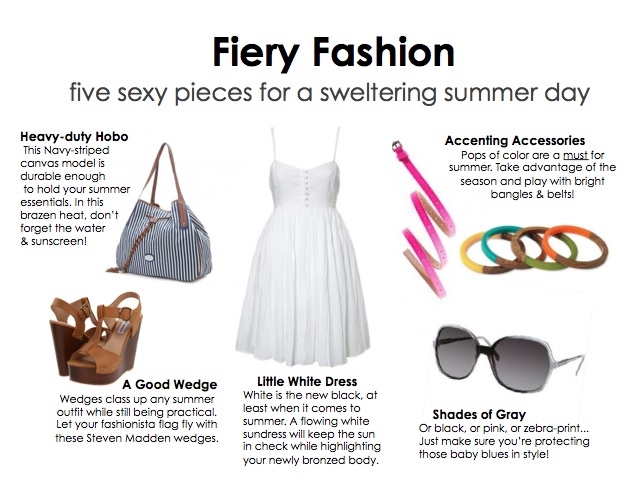 Fiery Fashion
five sexy pieces for a sweltering summer day
Heavy-duty Hobo
This Navy-striped
canvas model is
durable enough
to hold your summer
essentials. In this
brazen heat, don't
forget the water
& sunscreen!
Accenting Accessories
Pops of color are a must for
summer. Take advantage of the
season and play with bright
bangles & belts!
A Good Wedge
Wedges class up any summer
outfit while still being practical.
Let your fashionista flag fly with
these Steven Madden wedges.
Little White Dress
White is the new black, at
least when it comes to
summer. A flowing white
sundress will keep the sun
in check while highlighting
your newly bronzed body.
Shades of Gray
Or black, or pink, or zebra-print...
Just make sure you're protecting
those baby blues in style!